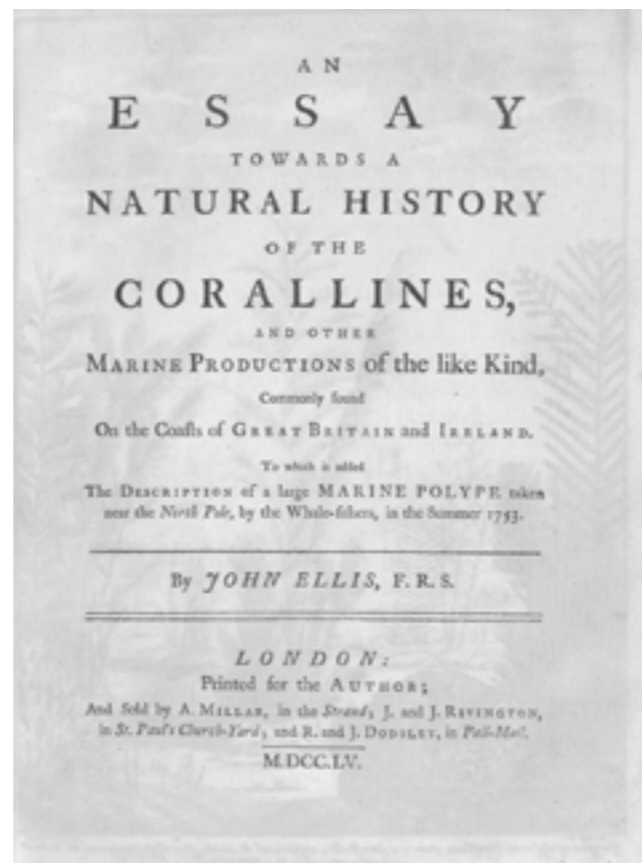 AN
ESSAY
TOWARDS A
NATURAL HISTORY
OF THE
CORALLINES,
AND OTHER
MARINE PRODUCTIONS of the like Kind,
Commonly found
On the Coaſts of GREAT BRITAIN and IRELAND.
To which is added
The DESCRIPTION of a large MARINE POLYPE taken
near the North Pole, by the Whale-fiſhers, in the Summer 1753.
By JOHN ELLIS, F. R. S.
LONDON:
Printed for the AUTHOR;
And Sold by A. MILLAR, in the Strand; J. and J. RIVINGTON,
in St. Paul's Church-Yard; and R. and J. DODSLEY, in Pall-Mall.
M.DCC.LV.